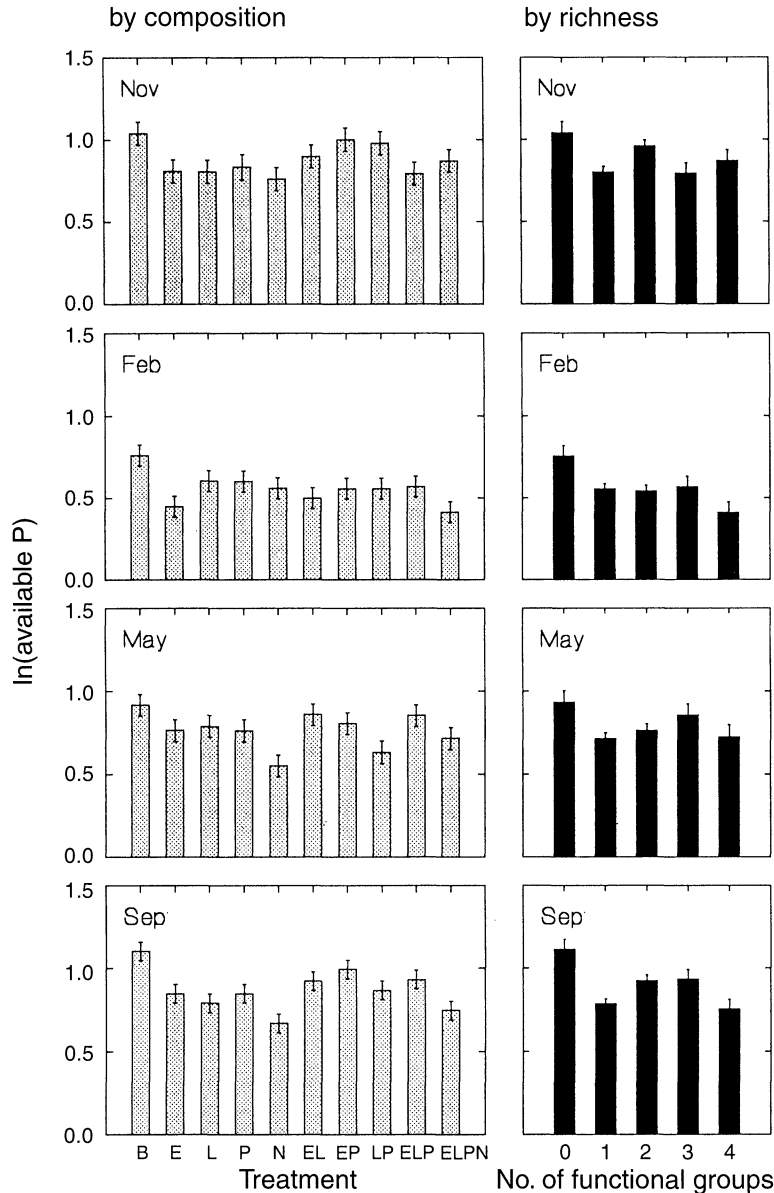 by composition
by richness
ln(available P)
1.5
1.0
0.5
0.0
Nov
Nov
1.5
1.0
0.5
0.0
Feb
Feb
1.5
1.0
0.5
0.0
May
May
1.5
1.0
0.5
0.0
Sep
Sep
B E L P N EL EP LP ELP ELPN
0 1 2 3 4
Treatment
No. of functional groups